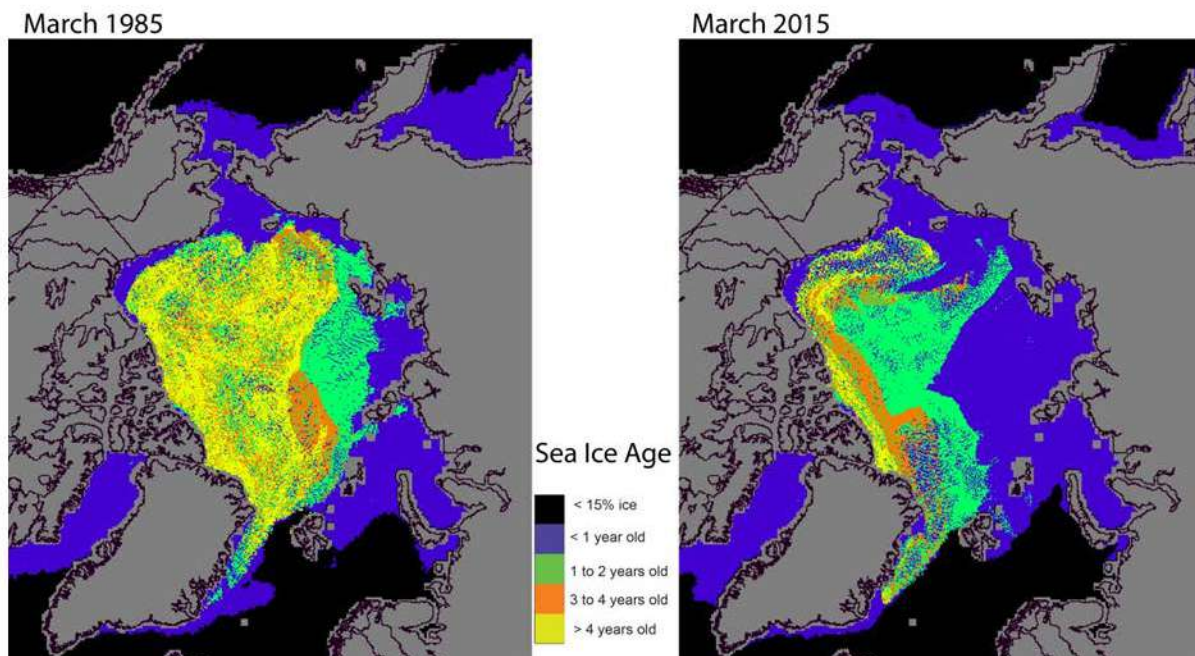 March 1985
March 2015
Sea Ice Age
< 15% ice
< 1 year old
1 to 2 years old
3 to 4 years old
> 4 years old